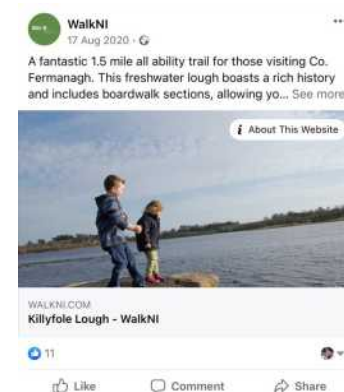 WalkNI
17 Aug 2020 ·
A fantastic 1.5 mile all ability trail for those visiting Co.
Fermanagh. This freshwater lough boasts a rich history
and includes boardwalk sections, allowing yo... See more
i About This Website
WALKNI.COM
Killyfole Lough - WalkNI
11
Like Comment Share